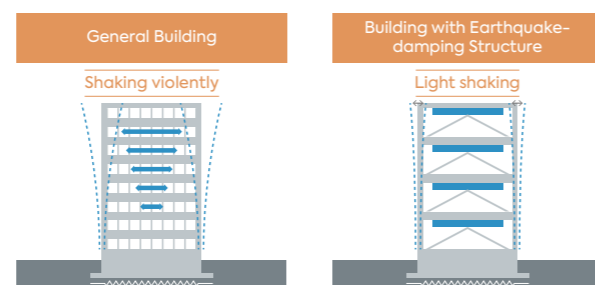 General Building
Shaking violently
Building with Earthquake-
damping Structure
Light shaking